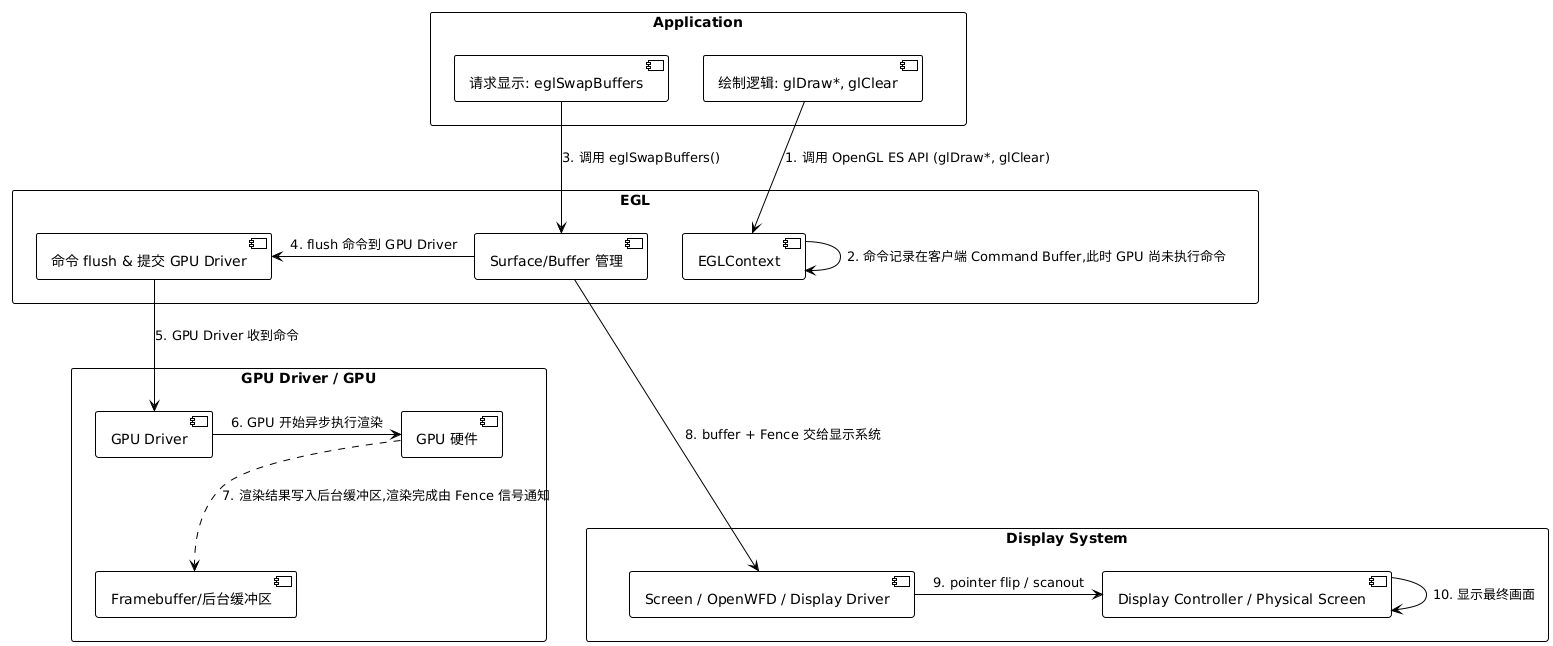 Application
请求显示: eglSwapBuffers
绘制逻辑: glDraw*, glClear
3. 调用 eglSwapBuffers()
1. 调用 OpenGL ES API (glDraw*, glClear)
EGL
命令 flush & 提交 GPU Driver
4. flush 命令到 GPU Driver
Surface/Buffer 管理
EGLContext
2. 命令记录在客户端 Command Buffer,此时 GPU 尚未执行命令
5. GPU Driver 收到命令
GPU Driver / GPU
GPU Driver
6. GPU 开始异步执行渲染
GPU 硬件
8. buffer + Fence 交给显示系统
7. 渲染结果写入后台缓冲区,渲染完成由 Fence 信号通知
Framebuffer/后台缓冲区
Display System
Screen / OpenWFD / Display Driver
9. pointer flip / scanout
Display Controller / Physical Screen
10. 显示最终画面